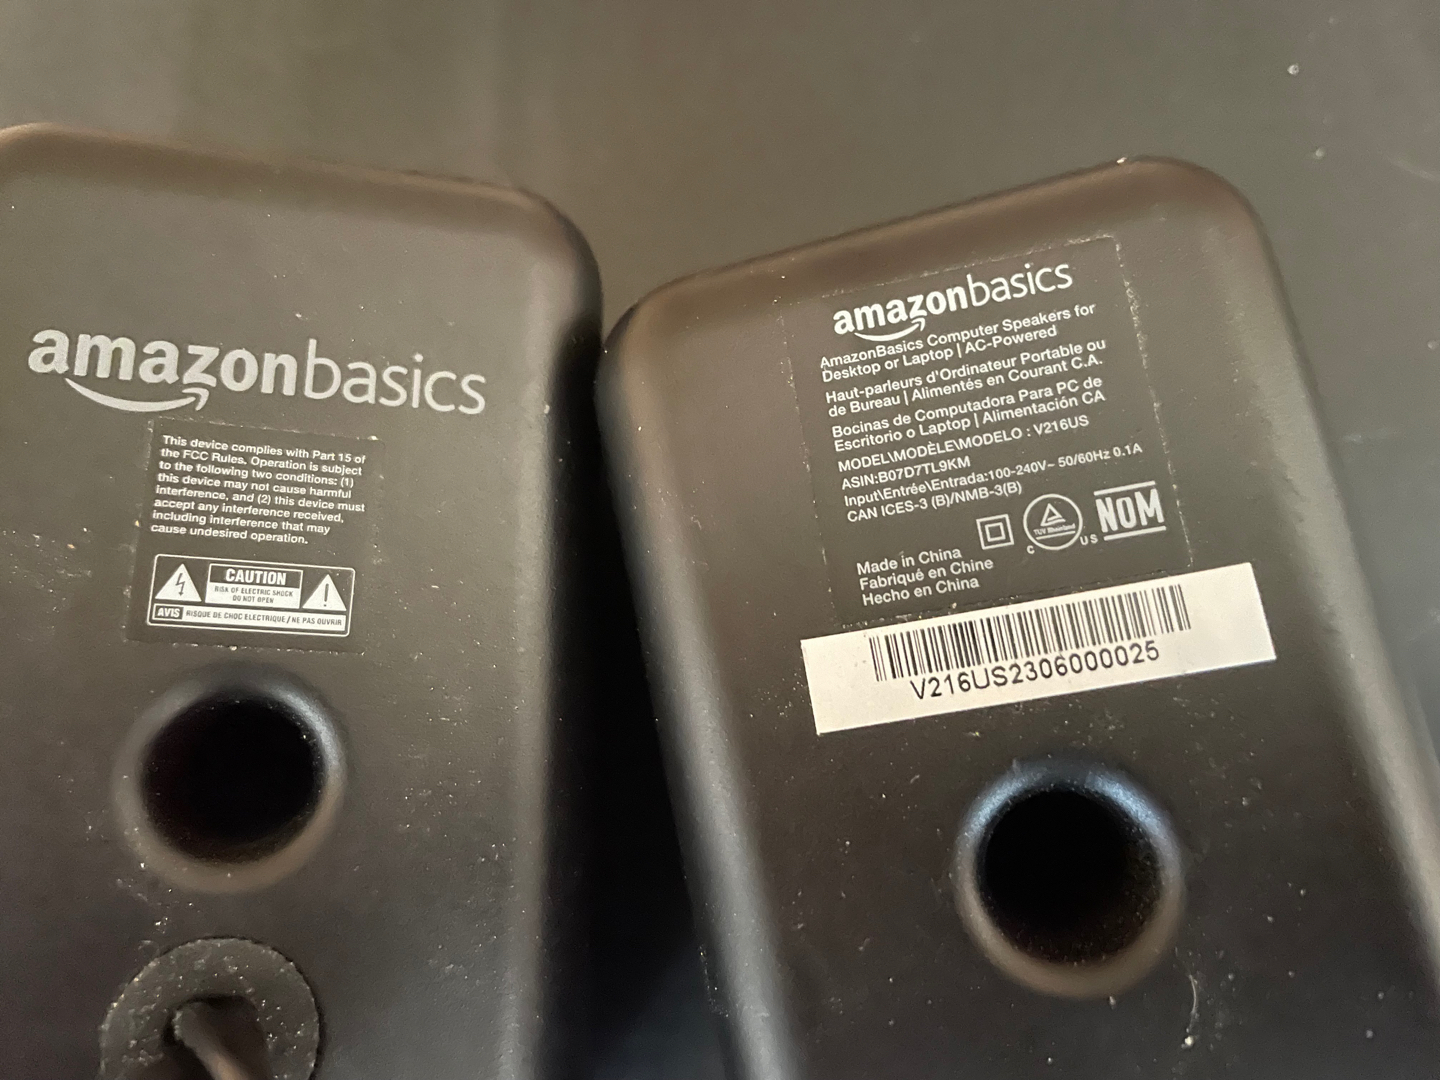 amazonbasics
This device complies with Part 15 of
the FCC Rules. Operation is subject
to the following two conditions: (1)
this device may not cause harmful
interference, and (2) this device must
accept any interference received,
including interference that may
cause undesired operation.
CAUTION
RISK OF ELECTRIC SHOCK
DO NOT OPEN
AVIS RISQUE DE CHOC ELECTRIQUE / NE PAS OUVRIR
amazonbasics
AmazonBasics Computer Speakers for
Desktop or Laptop | AC-Powered
Haut-parleurs d'Ordinateur Portable ou
de Bureau | Alimentés en Courant C.A.
Bocinas de Computadora Para PC de
Escritorio o Laptop | Alimentación CA
MODEL\MODÈLE\MODELO : V216US
ASIN:B07D7TL9KM
Input\Entrée\Entrada:100-240V~ 50/60Hz 0.1A
CAN ICES-3 (B)/NMB-3(B)
TÜV Rheinland
C US
NOM
Made in China
Fabriqué en Chine
Hecho en China
V216US2306000025